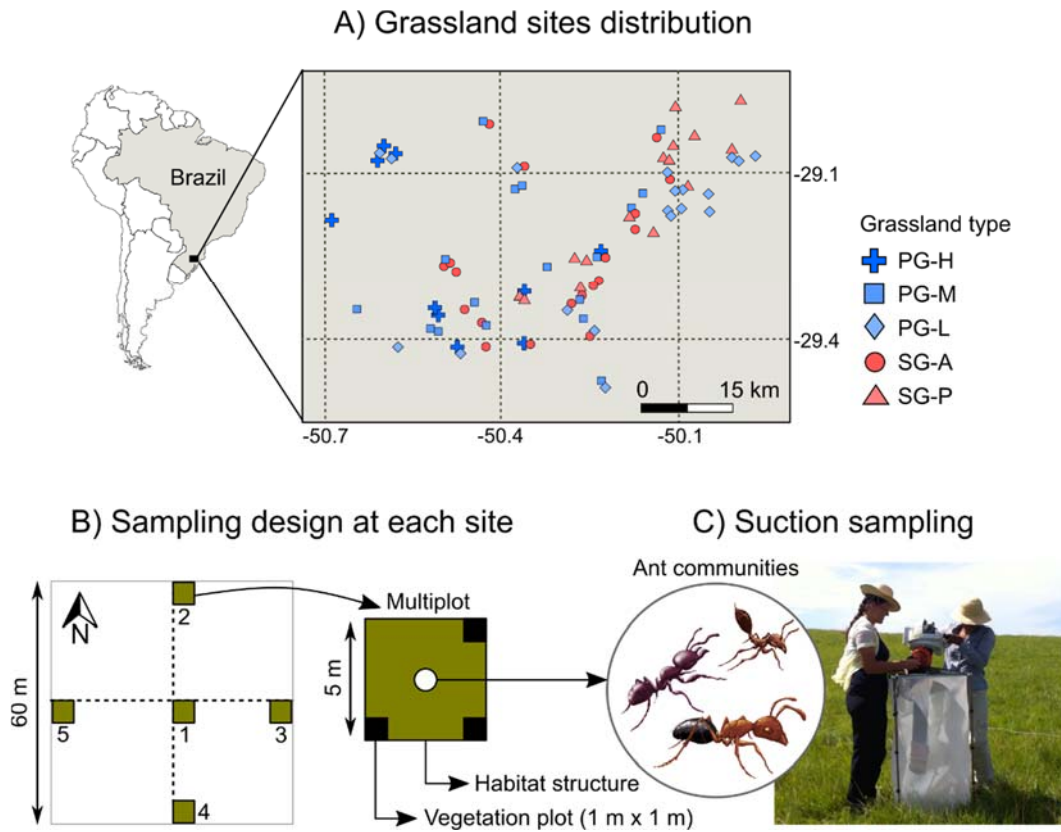 A) Grassland sites distribution
Brazil
-29.1
-29.4
0 15 km
-50.7 -50.4 -50.1
Grassland type
PG-H
PG-M
PG-L
SG-A
SG-P
B) Sampling design at each site
60 m
N
2
5
1
3
4
Multiplot
5 m
Habitat structure
Vegetation plot (1 m x 1 m)
C) Suction sampling
Ant communities